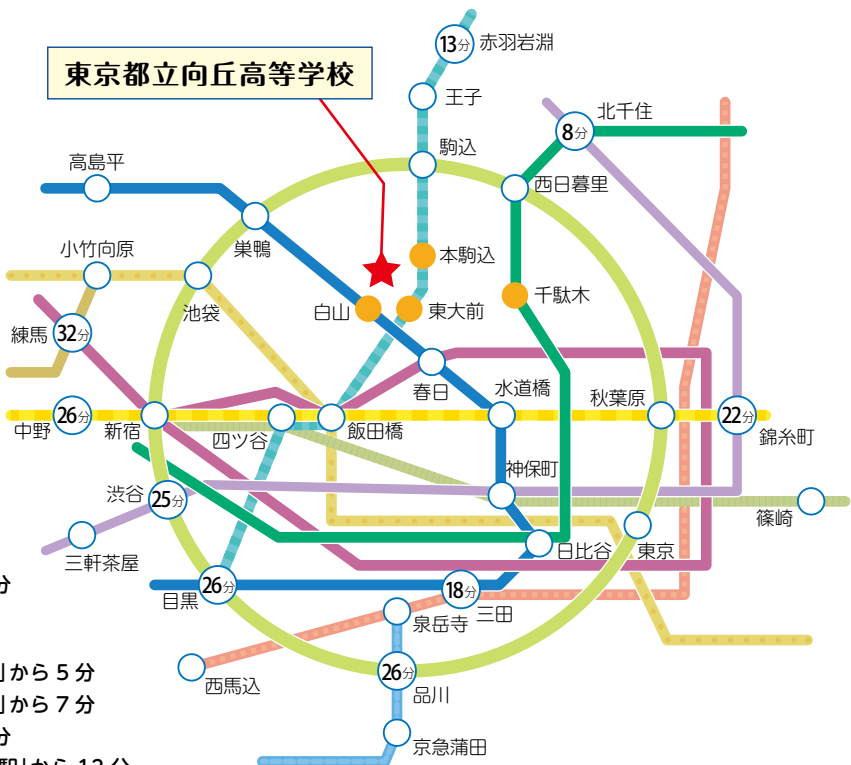 東京都立向丘高等学校
13分 赤羽岩淵
王子
北千住
8分
駒込
高島平
西日暮里
巣鴨
小竹向原
本駒込
池袋
千駄木
白山
東大前
練馬 32分
春日
水道橋
秋葉原
中野 26分
新宿
四ツ谷
飯田橋
22分
錦糸町
神保町
渋谷
25分
篠崎
日比谷
東京
三軒茶屋
分
目黒
26分
18分
三田
泉岳寺
から 5 分
26分
西馬込
品川
から 7 分
分
京急蒲田
から 12 分